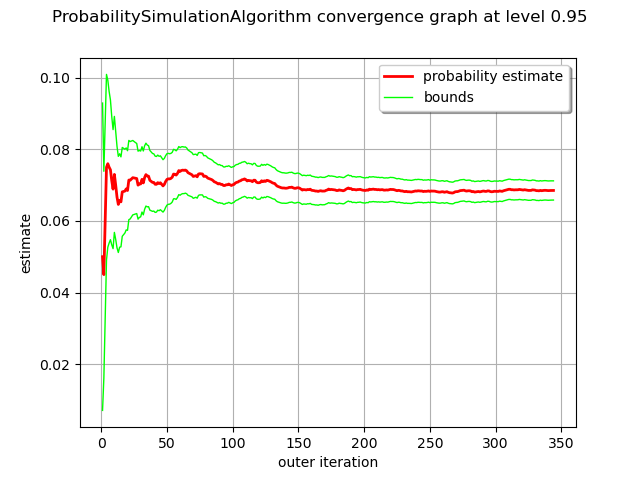 ProbabilitySimulationAlgorithm convergence graph at level 0.95
probability estimate
bounds
0.10
0.08
0.06
0.04
0.02
estimate
0 50 100 150 200 250 300 350
outer iteration